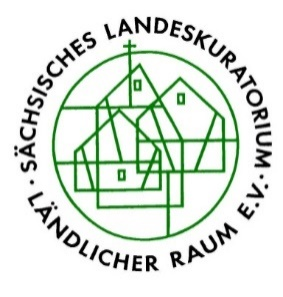 · SÄCHSISCHES LANDESKURATORIUM ·
LÄNDLICHER RAUM E.V.